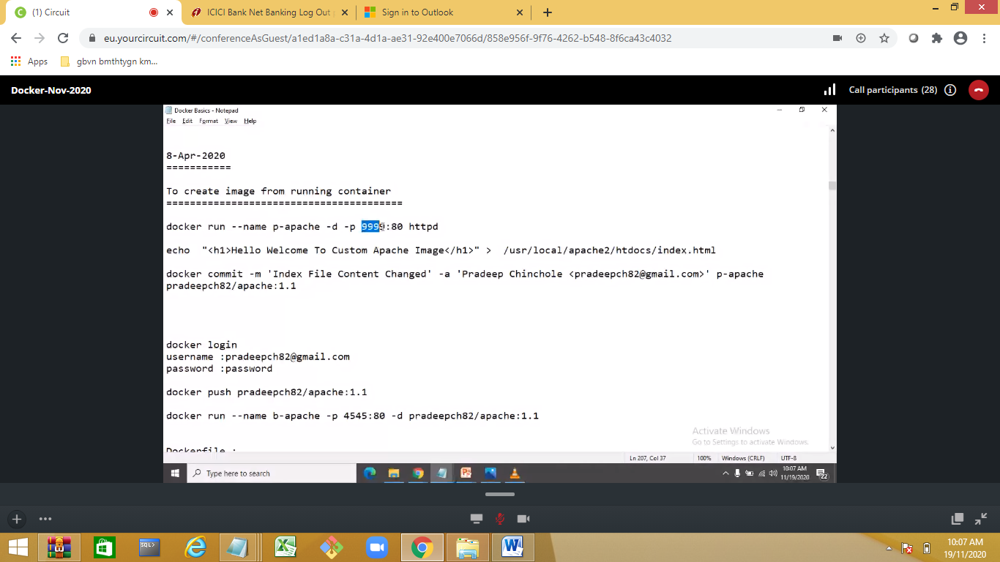 (1) Circuit
ICICI Bank Net Banking Log Out
Sign in to Outlook
eu.yourcircuit.com/#/conferenceAsGuest/a1ed1a8a-c31a-4d1a-ae31-92e400e7066d/858e956f-9f76-4262-b548-8f6ca43c4032
Apps
gbvn bmthtygn km...
Docker-Nov-2020
Call participants (28)
Docker Basics - Notepad
File Edit Format View Help
8-Apr-2020
===========
To create image from running container
========================================
docker run --name p-apache -d -p 9999:80 httpd
echo  "<h1>Hello Welcome To Custom Apache Image</h1>" >  /usr/local/apache2/htdocs/index.html
docker commit -m 'Index File Content Changed' -a 'Pradeep Chinchole <pradeepch82@gmail.com>' p-apache
pradeepch82/apache:1.1
docker login
username :pradeepch82@gmail.com
password :password
docker push pradeepch82/apache:1.1
docker run --name b-apache -p 4545:80 -d pradeepch82/apache:1.1
Dockerfile :
Activate Windows
Go to Settings to activate Windows.
Ln 207, Col 37
100%
Windows (CRLF)
UTF-8
Type here to search
10:07 AM
11/19/2020
22
SQL>
10:07 AM
19/11/2020